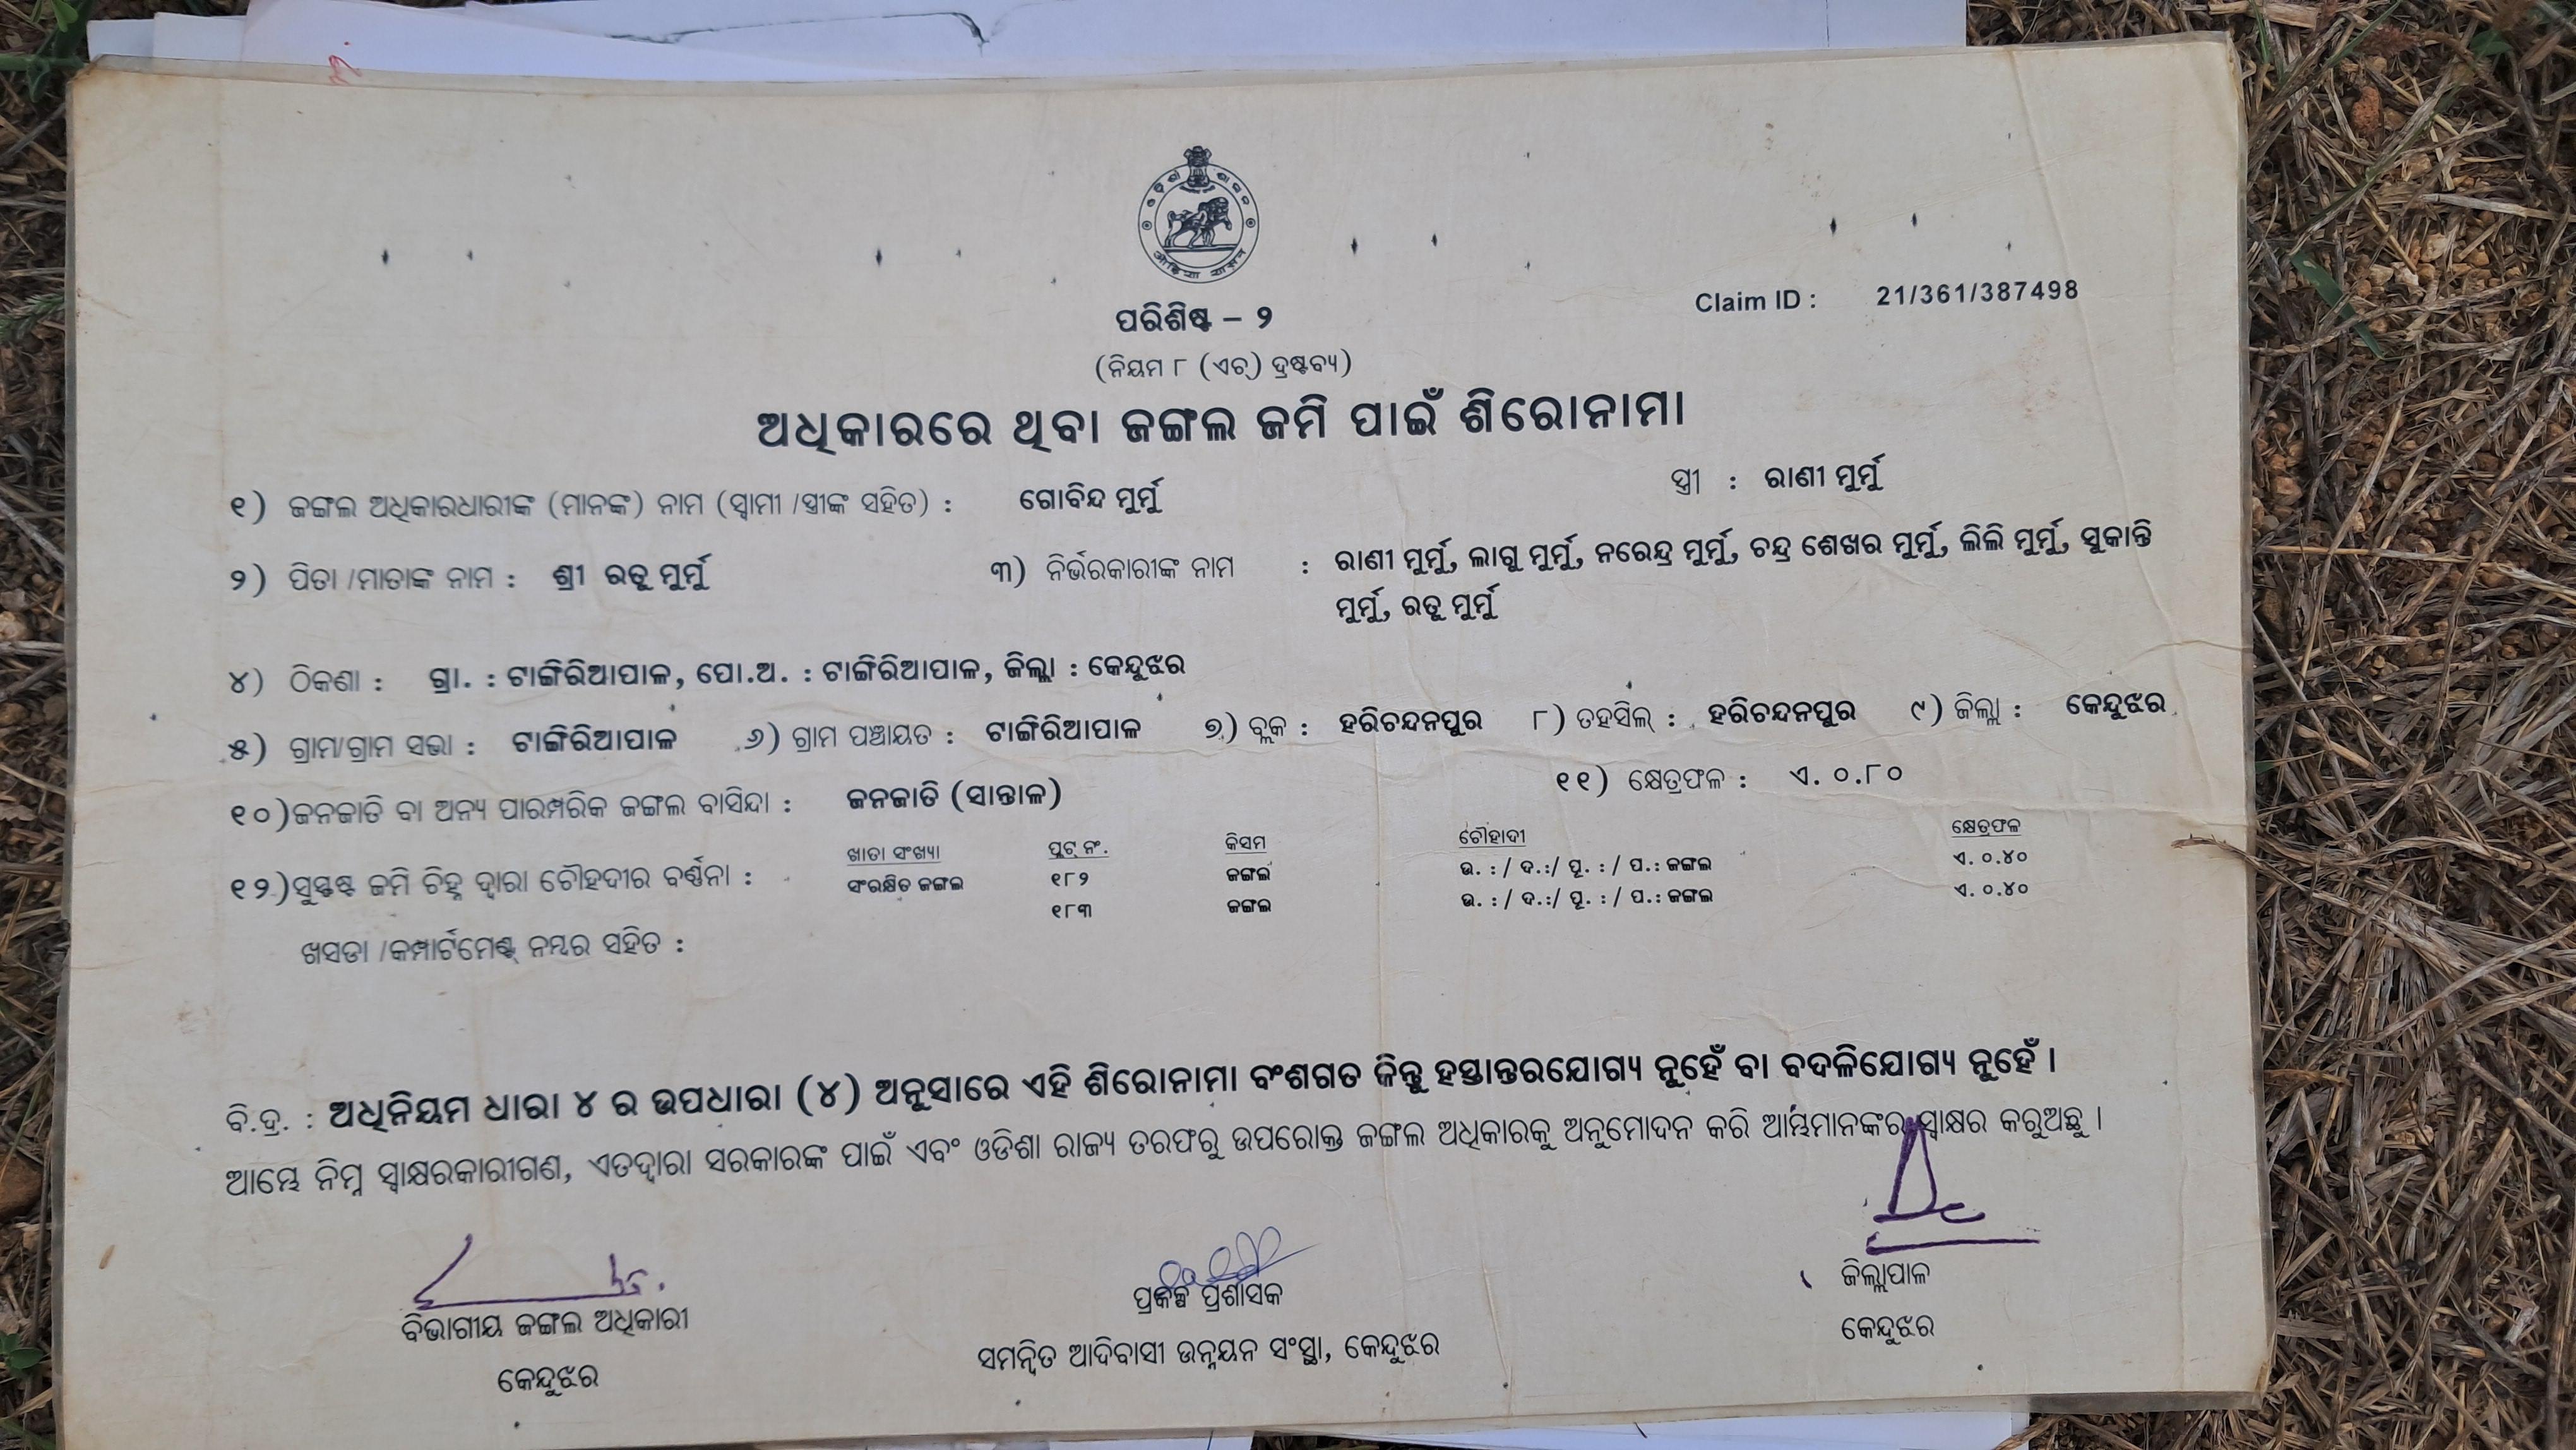 ଓଡ଼ିଶା ଶାସନ
ओड़िशा शासन
ପରିଶିଷ୍ଟ – ୨
Claim ID : 21/361/387498
(ନିୟମ ୮ (ଏଚ୍) ଦ୍ରଷ୍ଟବ୍ୟ)
ଅଧିକାରରେ ଥିବା ଜଙ୍ଗଲ ଜମି ପାଇଁ ଶିରୋନାମା
୧) ଜଙ୍ଗଲ ଅଧିକାରଧାରୀଙ୍କ (ମାନଙ୍କ) ନାମ (ସ୍ୱାମୀ /ସ୍ତ୍ରୀଙ୍କ ସହିତ) : ଗୋବିନ୍ଦ ମୁର୍ମୁ ସ୍ତ୍ରୀ : ରାଣୀ ମୁର୍ମୁ
୨) ପିତା /ମାତାଙ୍କ ନାମ : ଶ୍ରୀ ରତୁ ମୁର୍ମୁ ୩) ନିର୍ଭରକାରୀଙ୍କ ନାମ : ରାଣୀ ମୁର୍ମୁ, ଲାଗୁ ମୁର୍ମୁ, ନରେନ୍ଦ୍ର ମୁର୍ମୁ, ଚନ୍ଦ୍ର ଶେଖର ମୁର୍ମୁ, ଲିଲି ମୁର୍ମୁ, ସୁକାନ୍ତି
ମୁର୍ମୁ, ରତୁ ମୁର୍ମୁ
୪) ଠିକଣା : ଗ୍ରା. : ଟାଙ୍ଗିରିଆପାଳ, ପୋ.ଅ. : ଟାଙ୍ଗିରିଆପାଳ, ଜିଲ୍ଲା : କେନ୍ଦୁଝର
୫) ଗ୍ରାମ/ଗ୍ରାମ ସଭା : ଟାଙ୍ଗିରିଆପାଳ ୬) ଗ୍ରାମ ପଞ୍ଚାୟତ : ଟାଙ୍ଗିରିଆପାଳ ୭) ବ୍ଲକ : ହରିଚନ୍ଦନପୁର ୮) ତହସିଲ୍ : ହରିଚନ୍ଦନପୁର ୯) ଜିଲ୍ଲା : କେନ୍ଦୁଝର
୧୦)ଜନଜାତି ବା ଅନ୍ୟ ପାରମ୍ପରିକ ଜଙ୍ଗଲ ବାସିନ୍ଦା : ଜନଜାତି (ସାନ୍ତାଳ) ୧୧) କ୍ଷେତ୍ରଫଳ : ଏ. ୦.୮୦
ଖାତା ସଂଖ୍ୟା ପ୍ଲଟ୍ ନଂ. କିସମ ଚୌହାଦୀ କ୍ଷେତ୍ରଫଳ
୧୨)ସୁସ୍ପଷ୍ଟ ଜମି ଚିହ୍ନ ଦ୍ୱାରା ଚୌହଦୀର ବର୍ଣ୍ଣନା : ସଂରକ୍ଷିତ ଜଙ୍ଗଲ ୧୮୨ ଜଙ୍ଗଲ ଉ. : / ଦ.:/ ପୂ. : / ପ.: ଜଙ୍ଗଲ ଏ. ୦.୪୦
୧୮୩ ଜଙ୍ଗଲ ଉ. : / ଦ.:/ ପୂ. : / ପ.: ଜଙ୍ଗଲ ଏ. ୦.୪୦
ଖସଡା /କମ୍ପାର୍ଟମେଣ୍ଟ୍ ନମ୍ବର ସହିତ :
ବି.ଦ୍ର. : ଅଧିନିୟମ ଧାରା ୪ ର ଉପଧାରା (୪) ଅନୁସାରେ ଏହି ଶିରୋନାମା ବଂଶଗତ କିନ୍ତୁ ହସ୍ତାନ୍ତରଯୋଗ୍ୟ ନୁହେଁ ବା ବଦଳିଯୋଗ୍ୟ ନୁହେଁ ।
ଆମ୍ଭେ ନିମ୍ନ ସ୍ୱାକ୍ଷରକାରୀଗଣ, ଏତଦ୍ୱାରା ସରକାରଙ୍କ ପାଇଁ ଏବଂ ଓଡିଶା ରାଜ୍ୟ ତରଫରୁ ଉପରୋକ୍ତ ଜଙ୍ଗଲ ଅଧିକାରକୁ ଅନୁମୋଦନ କରି ଆମ୍ଭମାନଙ୍କର ସ୍ୱାକ୍ଷର କରୁଅଛୁ ।
ବିଭାଗୀୟ ଜଙ୍ଗଲ ଅଧିକାରୀ
କେନ୍ଦୁଝର
ପ୍ରକଳ୍ପ ପ୍ରଶାସକ
ସମନ୍ୱିତ ଆଦିବାସୀ ଉନ୍ନୟନ ସଂସ୍ଥା, କେନ୍ଦୁଝର
ଜିଲ୍ଲାପାଳ
କେନ୍ଦୁଝର